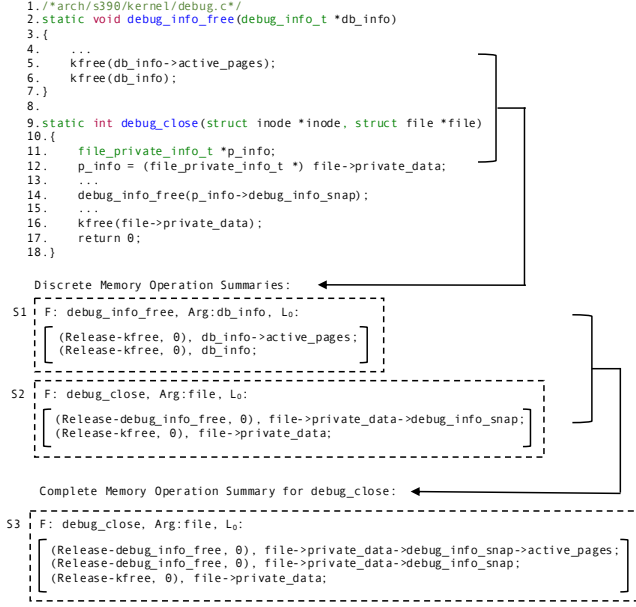 1./*arch/s390/kernel/debug.c*/
2.static void debug_info_free(debug_info_t *db_info)
3.{
4.    ...
5.    kfree(db_info->active_pages);
6.    kfree(db_info);
7.}
8.
9.static int debug_close(struct inode *inode, struct file *file)
10.{
11.    file_private_info_t *p_info;
12.    p_info = (file_private_info_t *) file->private_data;
13.    ...
14.    debug_info_free(p_info->debug_info_snap);
15.    ...
16.    kfree(file->private_data);
17.    return 0;
18.}
Discrete Memory Operation Summaries:
S1 F: debug_info_free, Arg:db_info, L₀:
(Release-kfree, 0), db_info->active_pages;
(Release-kfree, 0), db_info;
S2 F: debug_close, Arg:file, L₀:
(Release-debug_info_free, 0), file->private_data->debug_info_snap;
(Release-kfree, 0), file->private_data;
Complete Memory Operation Summary for debug_close:
S3 F: debug_close, Arg:file, L₀:
(Release-debug_info_free, 0), file->private_data->debug_info_snap->active_pages;
(Release-debug_info_free, 0), file->private_data->debug_info_snap;
(Release-kfree, 0), file->private_data;